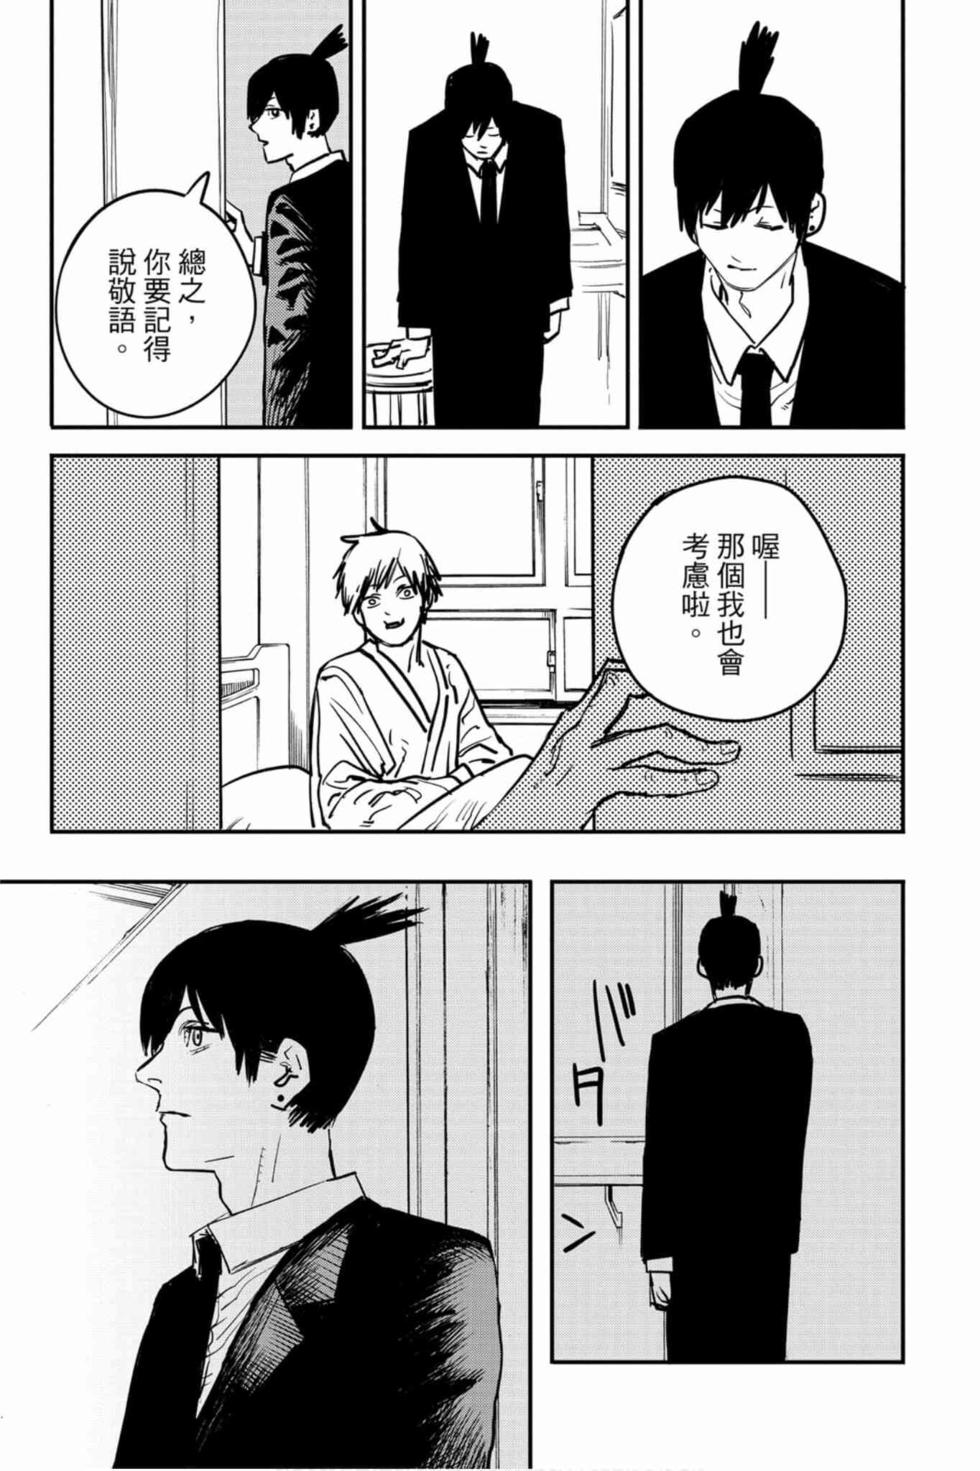 總之，
你要記得
說敬語。
喔——
那個我也會
考慮啦。
バタン